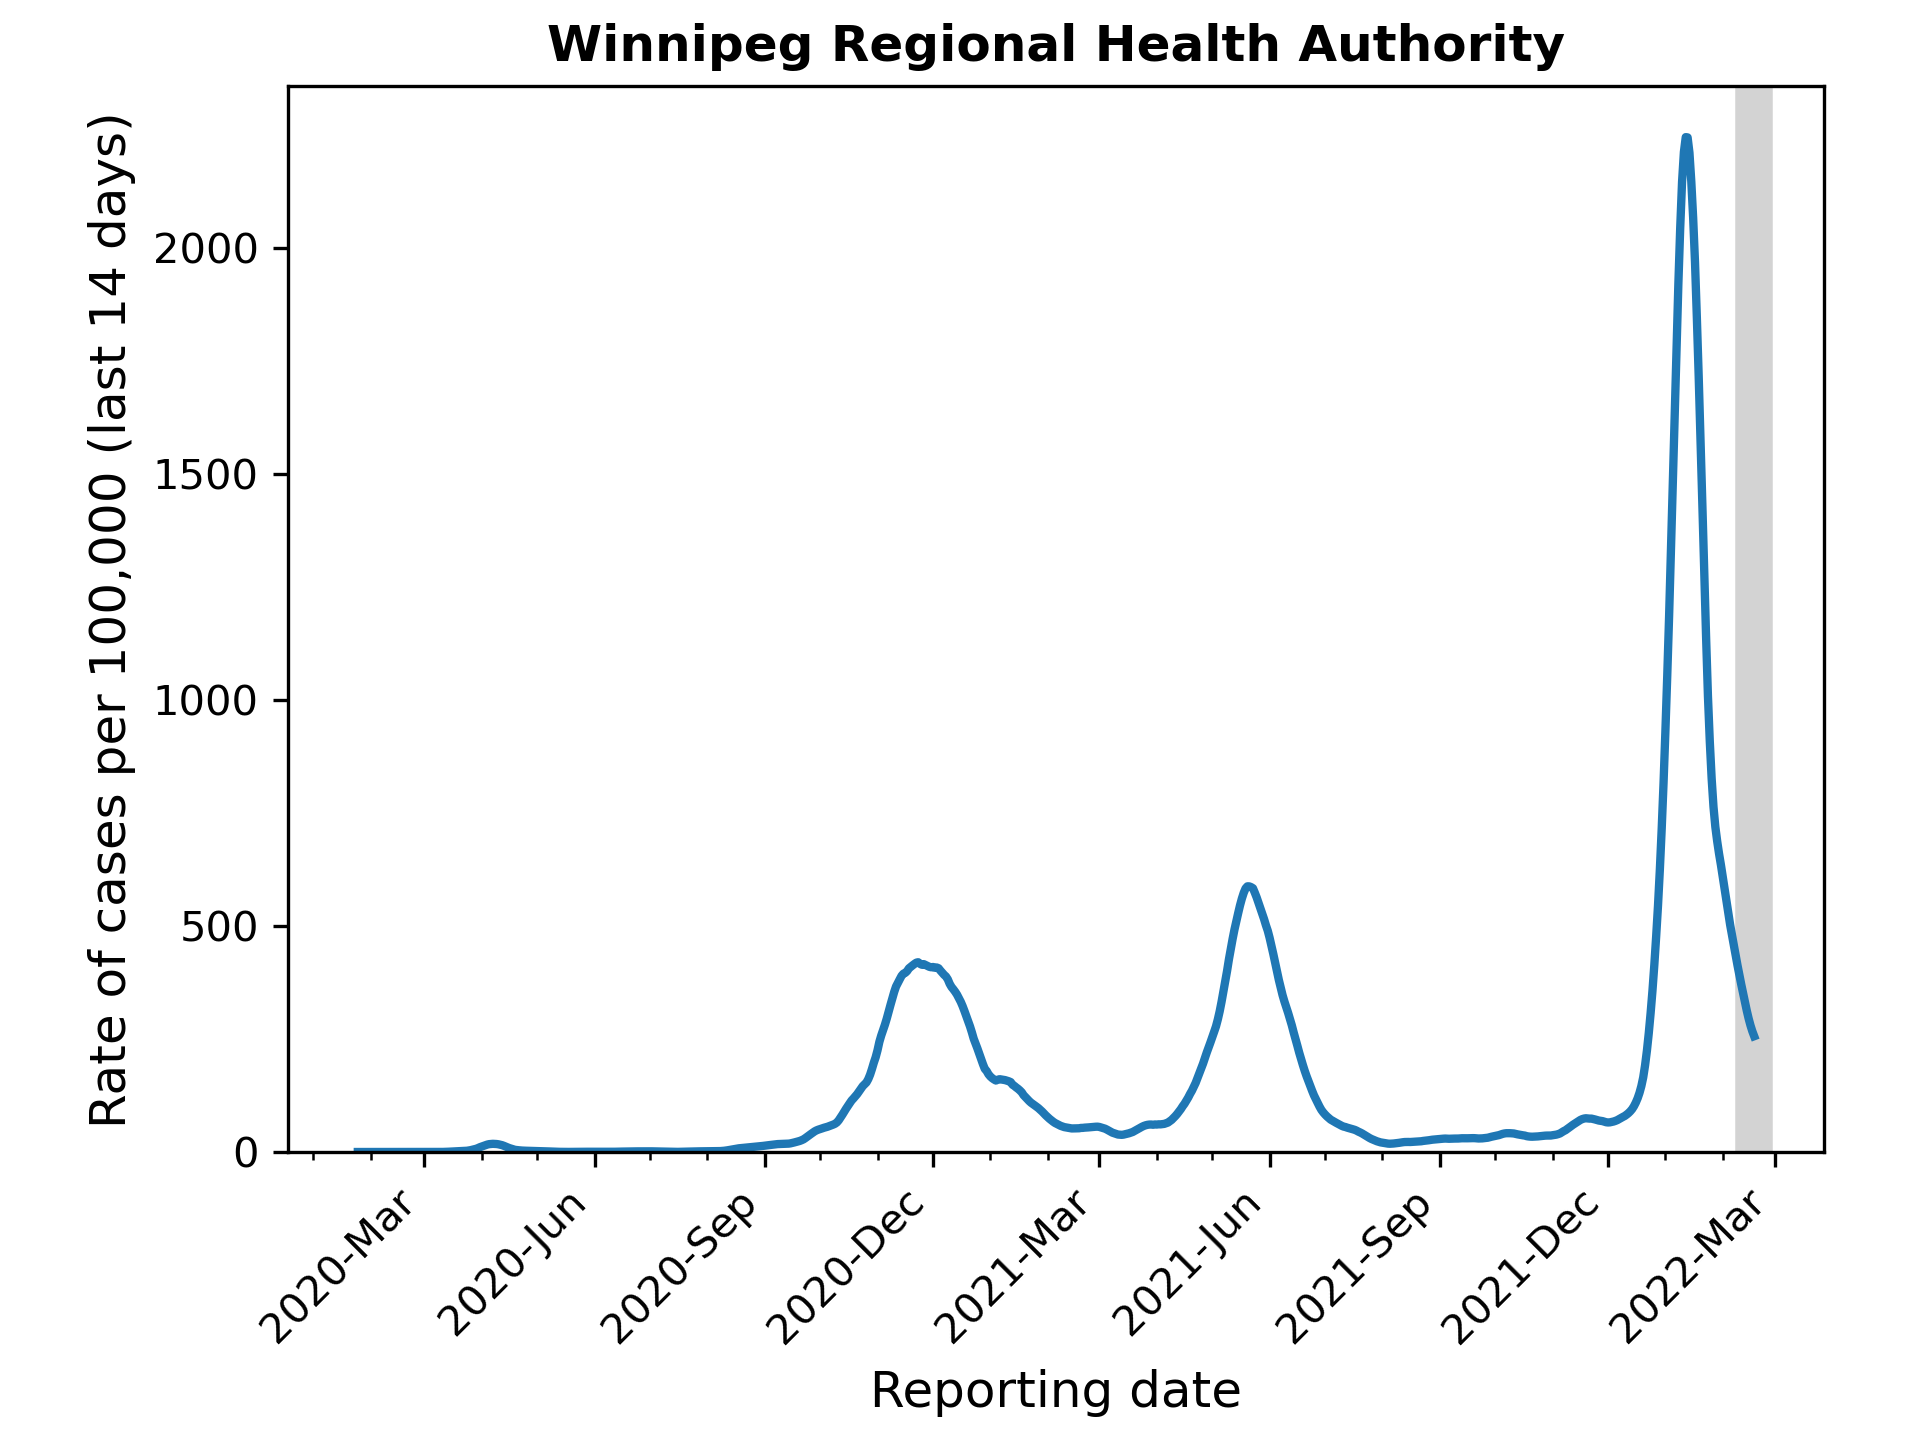 Winnipeg Regional Health Authority
Rate of cases per 100,000 (last 14 days)
2000
1500
1000
500
0
2020-Mar
2020-Jun
2020-Sep
2020-Dec
2021-Mar
2021-Jun
2021-Sep
2021-Dec
2022-Mar
Reporting date